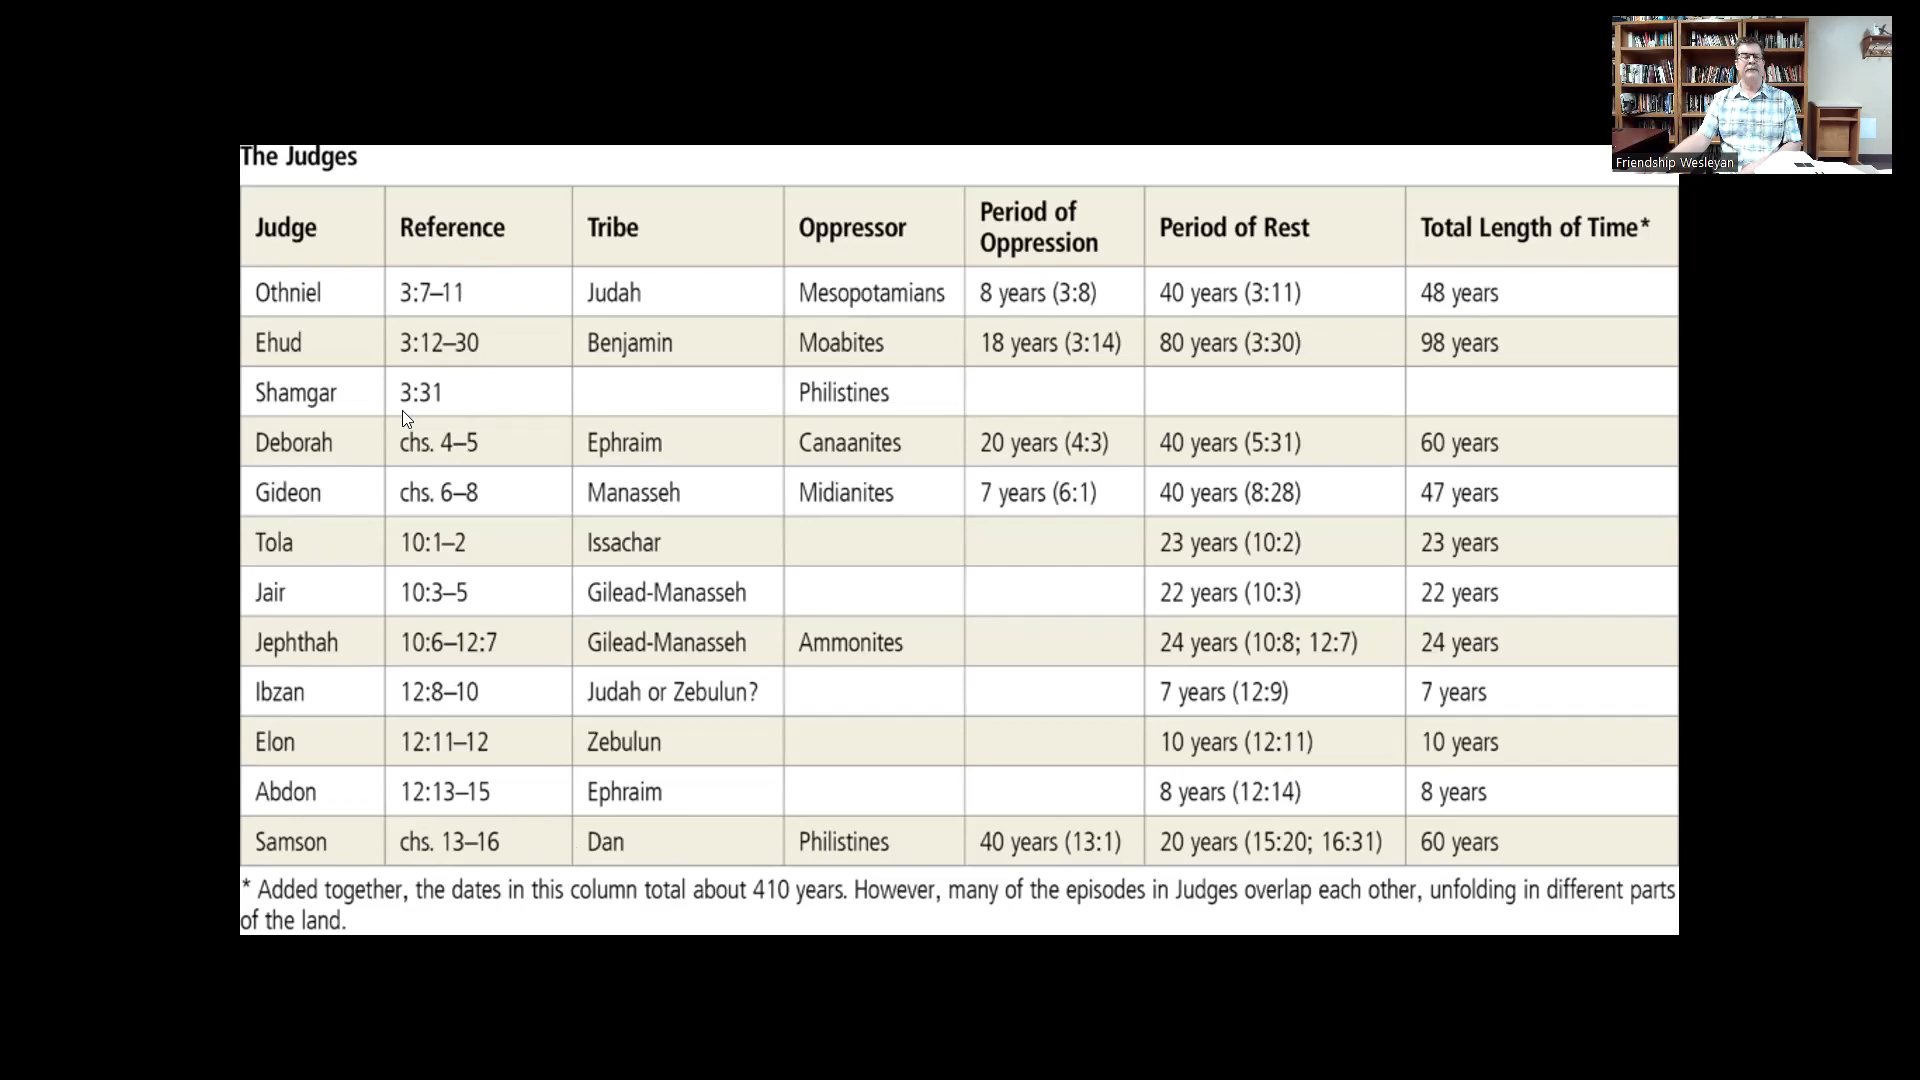 Friendship Wesleyan
The Judges
Judge Reference Tribe Oppressor Period of Oppression Period of Rest Total Length of Time*
Othniel 3:7–11 Judah Mesopotamians 8 years (3:8) 40 years (3:11) 48 years
Ehud 3:12–30 Benjamin Moabites 18 years (3:14) 80 years (3:30) 98 years
Shamgar 3:31 Philistines
Deborah chs. 4–5 Ephraim Canaanites 20 years (4:3) 40 years (5:31) 60 years
Gideon chs. 6–8 Manasseh Midianites 7 years (6:1) 40 years (8:28) 47 years
Tola 10:1–2 Issachar 23 years (10:2) 23 years
Jair 10:3–5 Gilead-Manasseh 22 years (10:3) 22 years
Jephthah 10:6–12:7 Gilead-Manasseh Ammonites 24 years (10:8; 12:7) 24 years
Ibzan 12:8–10 Judah or Zebulun? 7 years (12:9) 7 years
Elon 12:11–12 Zebulun 10 years (12:11) 10 years
Abdon 12:13–15 Ephraim 8 years (12:14) 8 years
Samson chs. 13–16 Dan Philistines 40 years (13:1) 20 years (15:20; 16:31) 60 years
* Added together, the dates in this column total about 410 years. However, many of the episodes in Judges overlap each other, unfolding in different parts
of the land.